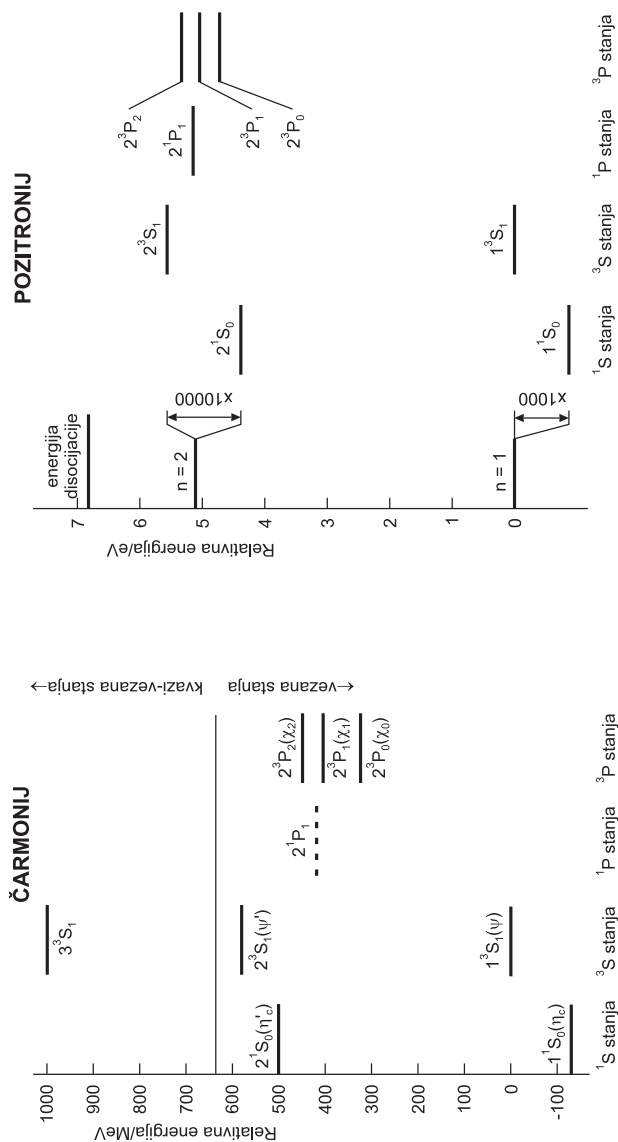 ČARMONIJ
Relativna energija/MeV
1000
900
800
700
600
500
400
300
200
100
0
-100
3³S₁
2¹S₀(η'c)
2³S₁(ψ')
2¹P₁
2³P₂(χ₂)
2³P₁(χ₁)
2³P₀(χ₀)
1³S₁(ψ)
1¹S₀(ηc)
kvazi-vezana stanja→
←vezana stanja
¹S stanja
³S stanja
¹P stanja
³P stanja
POZITRONIJ
Relativna energija/eV
7
6
5
4
3
2
1
0
energija
disocijacije
n = 2
x10000
n = 1
x1000
2¹S₀
2³S₁
2¹P₁
2³P₂
2³P₁
2³P₀
1³S₁
1¹S₀
¹S stanja
³S stanja
¹P stanja
³P stanja